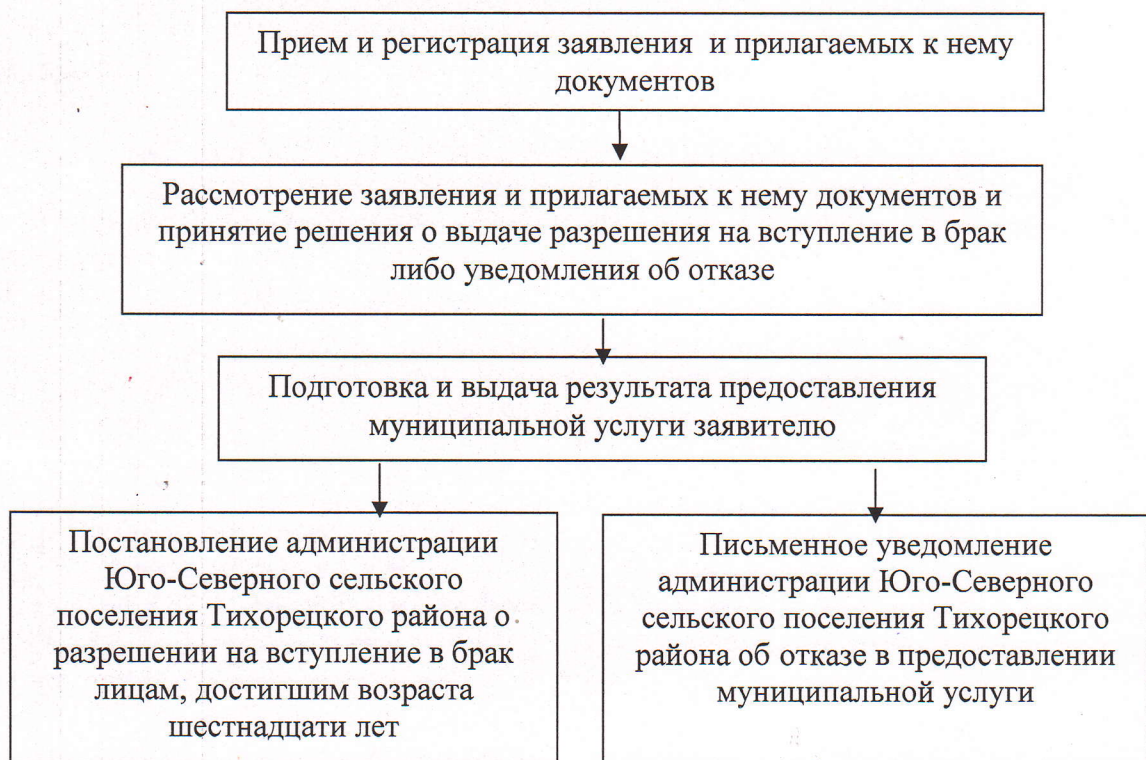 Прием и регистрация заявления и прилагаемых к нему
документов
Рассмотрение заявления и прилагаемых к нему документов и
принятие решения о выдаче разрешения на вступление в брак
либо уведомления об отказе
Подготовка и выдача результата предоставления
муниципальной услуги заявителю
Постановление администрации
Юго-Северного сельского
поселения Тихорецкого района о
разрешении на вступление в брак
лицам, достигшим возраста
шестнадцати лет
Письменное уведомление
администрации Юго-Северного
сельского поселения Тихорецкого
района об отказе в предоставлении
муниципальной услуги